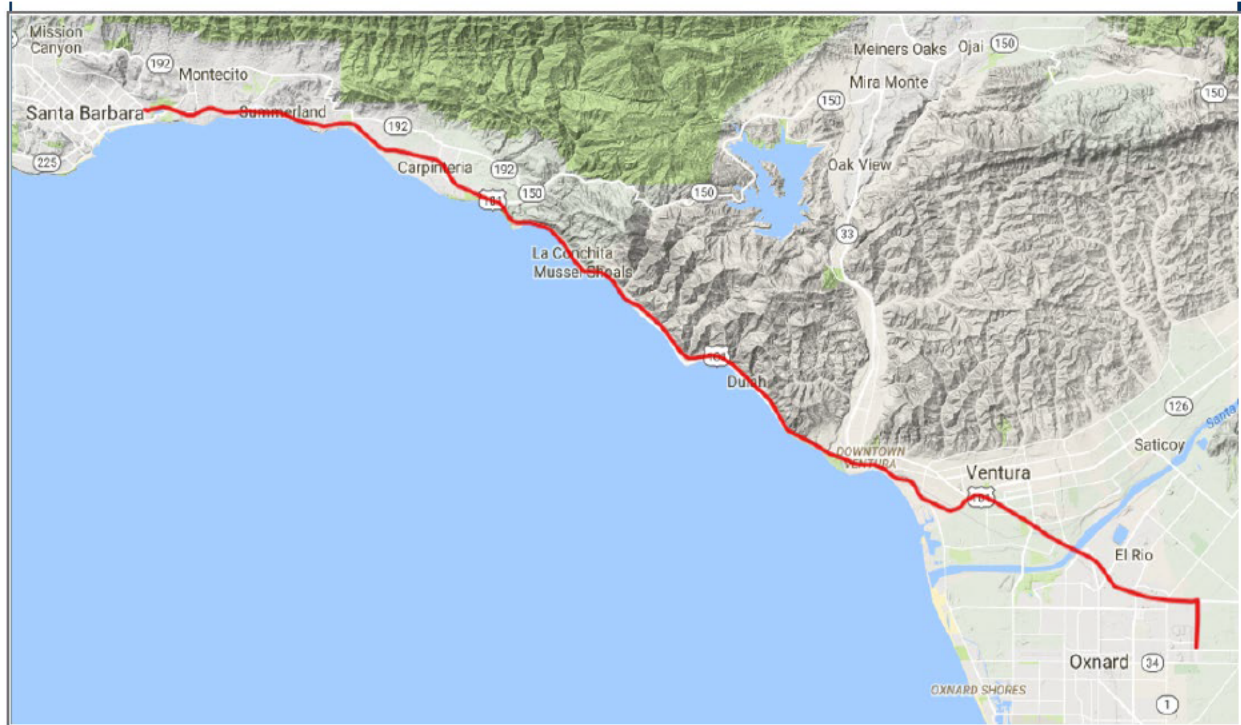 Mission
Canyon
192
Montecito
Santa Barbara
Summerland
225
192
Carpinteria
192
150
101
La Conchita
Mussel Shoals
Meiners Oaks
Ojai
150
Mira Monte
150
150
Oak View
150
33
101
Dulah
DOWNTOWN
VENTURA
Ventura
101
126
Saticoy
Santa
El Rio
Oxnard
34
OXNARD SHORES
1